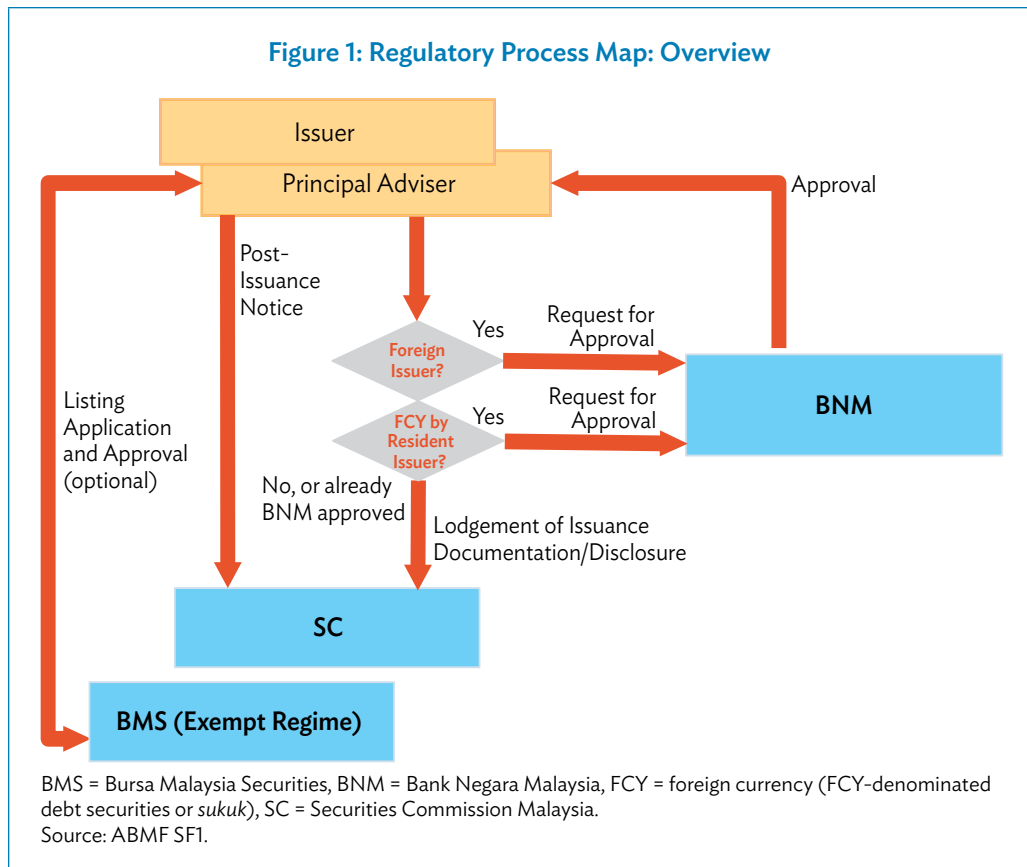 Figure 1: Regulatory Process Map: Overview
Issuer
Principal Adviser
Approval
Post-
Issuance
Notice
Yes
Request for
Approval
Foreign
Issuer?
BNM
Listing
Application
and Approval
(optional)
Yes
Request for
Approval
FCY by
Resident
Issuer?
No, or already
BNM approved
Lodgement of Issuance
Documentation/Disclosure
SC
BMS (Exempt Regime)
BMS = Bursa Malaysia Securities, BNM = Bank Negara Malaysia, FCY = foreign currency (FCY-denominated
debt securities or sukuk), SC = Securities Commission Malaysia.
Source: ABMF SF1.